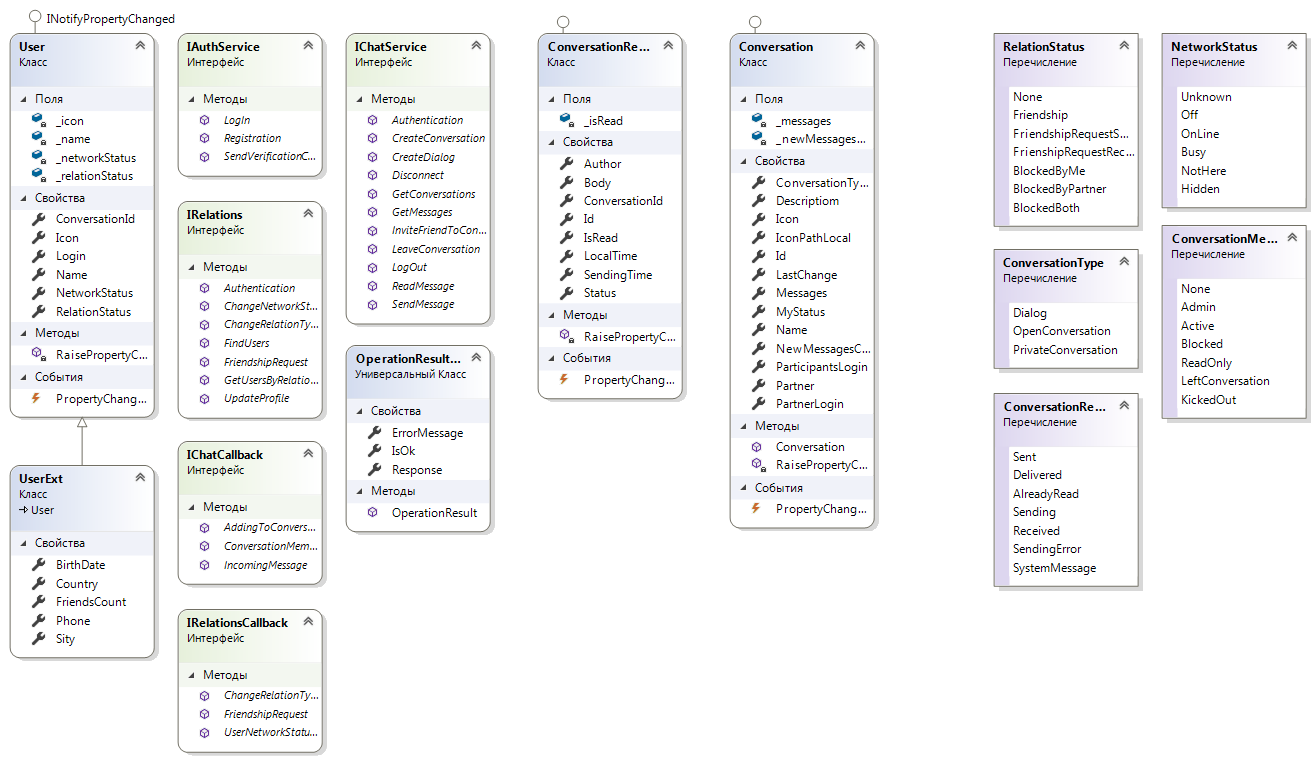 INotifyPropertyChanged
User
Класс
Поля
_icon
_name
_networkStatus
_relationStatus
Свойства
ConversationId
Icon
Login
Name
NetworkStatus
RelationStatus
Методы
RaisePropertyC...
События
PropertyChang...
UserExt
Класс
User
Свойства
BirthDate
Country
FriendsCount
Phone
Sity
IAuthService
Интерфейс
Методы
LogIn
Registration
SendVerificationC...
IRelations
Интерфейс
Методы
Authentication
ChangeNetworkSt...
ChangeRelationTy...
FindUsers
FriendshipRequest
GetUsersByRelatio...
UpdateProfile
IChatCallback
Интерфейс
Методы
AddingToConvers...
ConversationMem...
IncomingMessage
IRelationsCallback
Интерфейс
Методы
ChangeRelationTy...
FriendshipRequest
UserNetworkStatu...
IChatService
Интерфейс
Методы
Authentication
CreateConversation
CreateDialog
Disconnect
GetConversations
GetMessages
InviteFriendToCon...
LeaveConversation
LogOut
ReadMessage
SendMessage
OperationResult...
Универсальный Класс
Свойства
ErrorMessage
IsOk
Response
Методы
OperationResult
ConversationRe...
Класс
Поля
_isRead
Свойства
Author
Body
ConversationId
Id
IsRead
LocalTime
SendingTime
Status
Методы
RaisePropertyC...
События
PropertyChang...
Conversation
Класс
Поля
_messages
_newMessages...
Свойства
ConversationTy...
Descriptiom
Icon
IconPathLocal
Id
LastChange
Messages
MyStatus
Name
NewMessagesC...
ParticipantsLogin
Partner
PartnerLogin
Методы
Conversation
RaisePropertyC...
События
PropertyChang...
RelationStatus
Перечисление
None
Friendship
FriendshipRequestS...
FrienshipRequestRec...
BlockedByMe
BlockedByPartner
BlockedBoth
ConversationType
Перечисление
Dialog
OpenConversation
PrivateConversation
ConversationRe...
Перечисление
Sent
Delivered
AlreadyRead
Sending
Received
SendingError
SystemMessage
NetworkStatus
Перечисление
Unknown
Off
OnLine
Busy
NotHere
Hidden
ConversationMe...
Перечисление
None
Admin
Active
Blocked
ReadOnly
LeftConversation
KickedOut